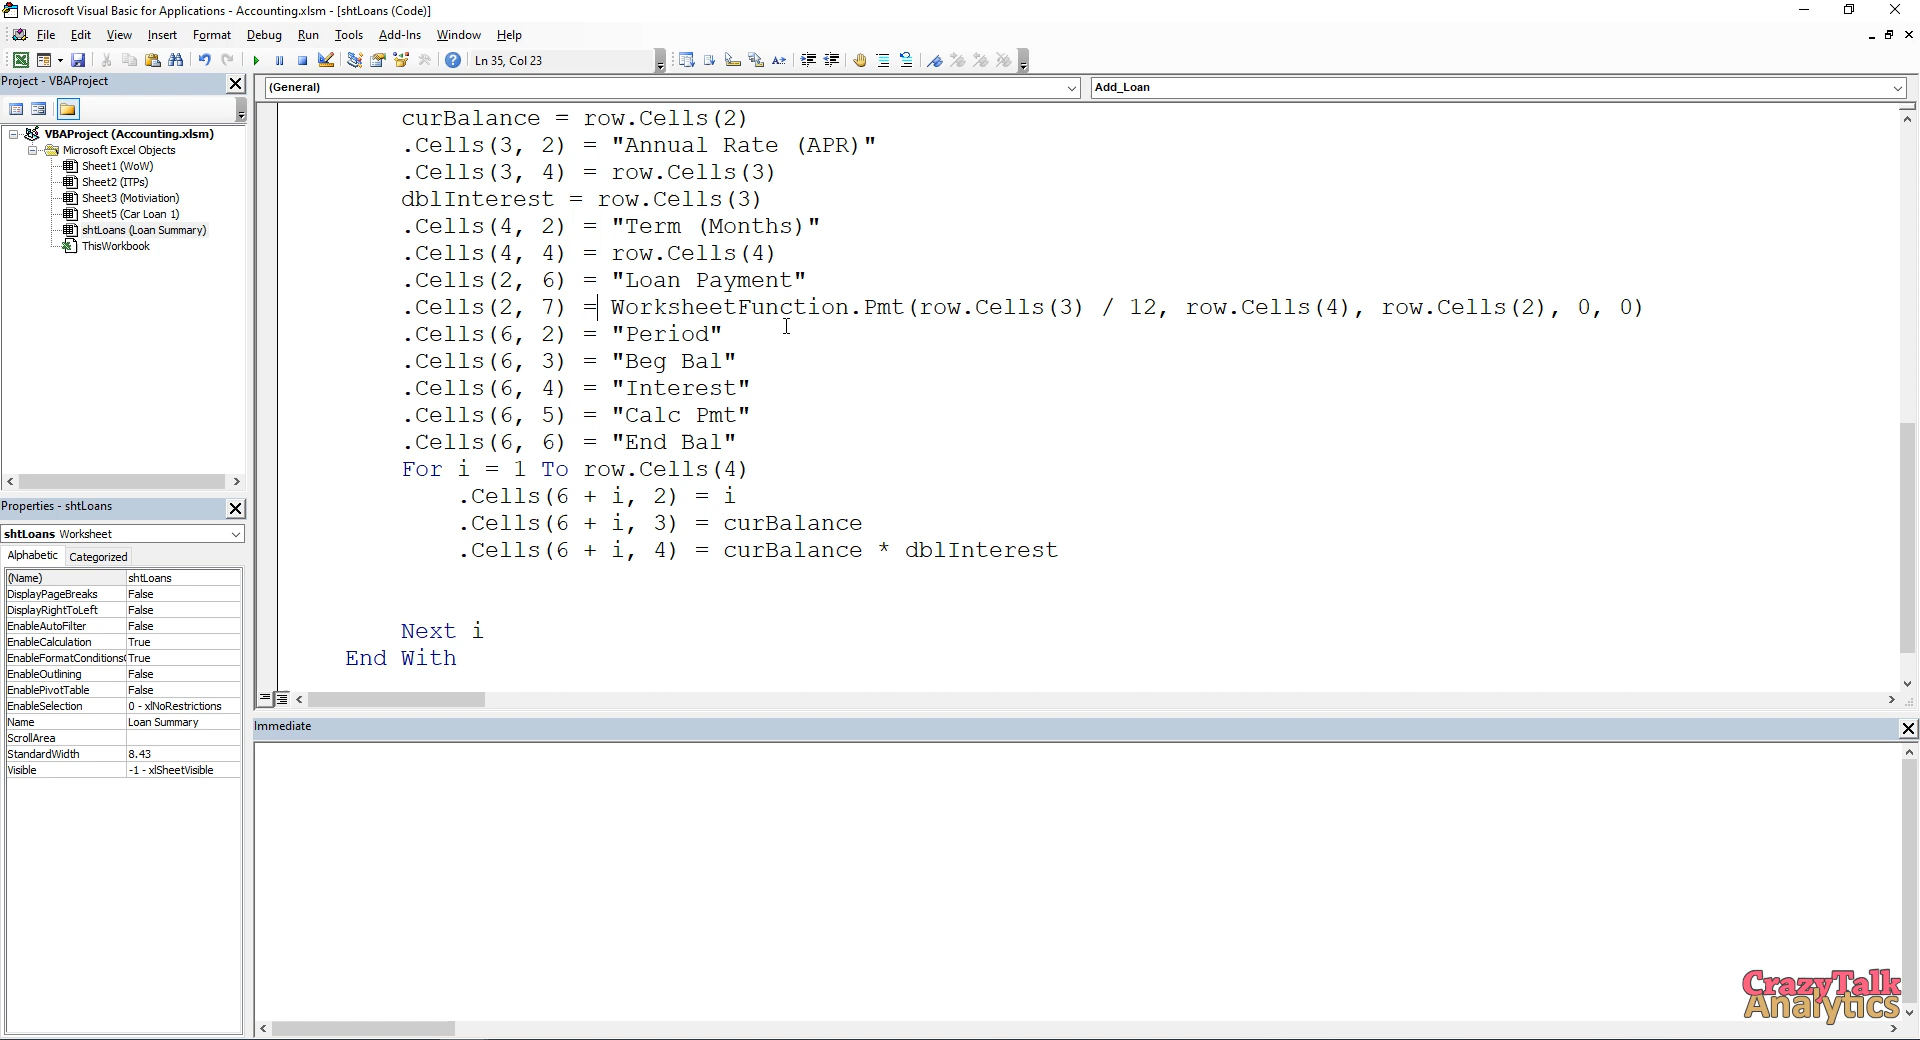 Microsoft Visual Basic for Applications - Accounting.xlsm - [shtLoans (Code)]
File Edit View Insert Format Debug Run Tools Add-Ins Window Help
Ln 35, Col 23
Project - VBAProject
(General)
Add_Loan
VBAProject (Accounting.xlsm)
Microsoft Excel Objects
Sheet1 (WoW)
Sheet2 (ITPs)
Sheet3 (Motiviation)
Sheet5 (Car Loan 1)
shtLoans (Loan Summary)
ThisWorkbook
curBalance = row.Cells(2)
.Cells(3, 2) = "Annual Rate (APR)"
.Cells(3, 4) = row.Cells(3)
dblInterest = row.Cells(3)
.Cells(4, 2) = "Term (Months)"
.Cells(4, 4) = row.Cells(4)
.Cells(2, 6) = "Loan Payment"
.Cells(2, 7) = WorksheetFunction.Pmt(row.Cells(3) / 12, row.Cells(4), row.Cells(2), 0, 0)
.Cells(6, 2) = "Period"
.Cells(6, 3) = "Beg Bal"
.Cells(6, 4) = "Interest"
.Cells(6, 5) = "Calc Pmt"
.Cells(6, 6) = "End Bal"
For i = 1 To row.Cells(4)
.Cells(6 + i, 2) = i
.Cells(6 + i, 3) = curBalance
.Cells(6 + i, 4) = curBalance * dblInterest
Next i
End With
Properties - shtLoans
shtLoans Worksheet
Alphabetic Categorized
(Name) shtLoans
DisplayPageBreaks False
DisplayRightToLeft False
EnableAutoFilter False
EnableCalculation True
EnableFormatConditions( True
EnableOutlining False
EnablePivotTable False
EnableSelection 0 - xlNoRestrictions
Name Loan Summary
ScrollArea
StandardWidth 8.43
Visible -1 - xlSheetVisible
Immediate
CrazyTalk
Analytics